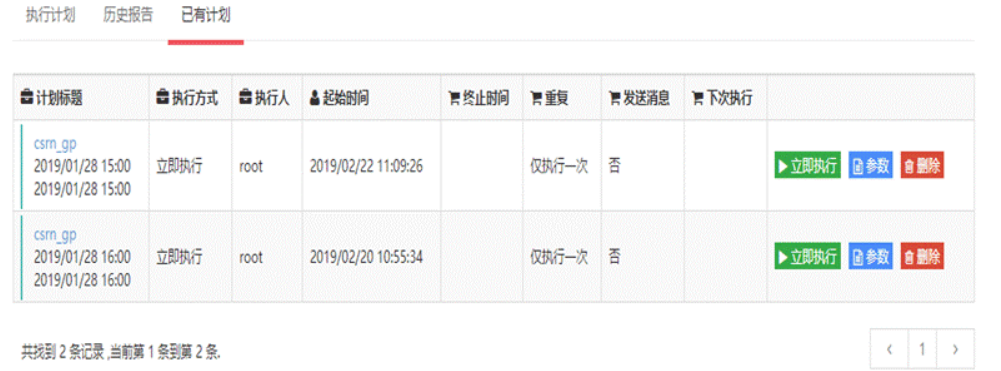 执行计划 历史报告 已有计划
计划标题 执行方式 执行人 起始时间 终止时间 重复 发送消息 下次执行
csrn_gp
2019/01/28 15:00 立即执行 root 2019/02/22 11:09:26 仅执行一次 否 立即执行 参数 删除
2019/01/28 15:00
csrn_gp
2019/01/28 16:00 立即执行 root 2019/02/20 10:55:34 仅执行一次 否 立即执行 参数 删除
2019/01/28 16:00
共找到 2 条记录 ,当前第 1 条到第 2 条. ‹ 1 ›